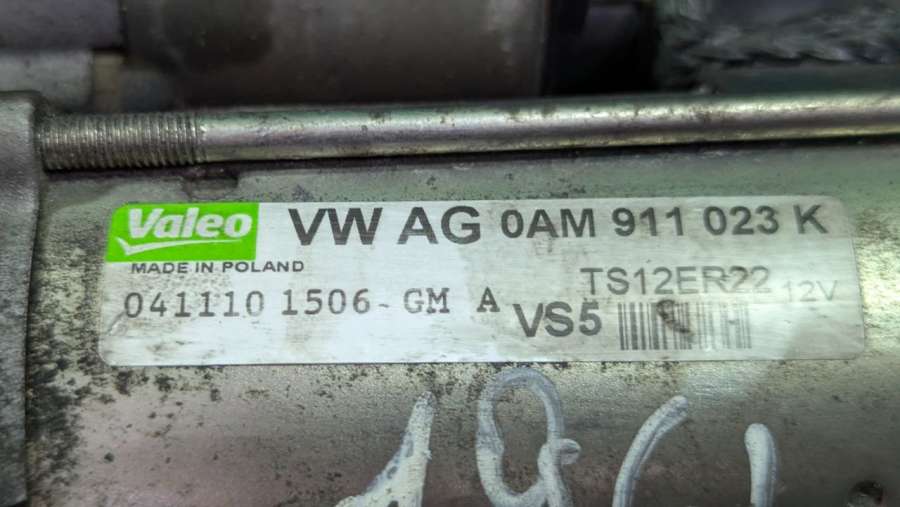 Valeo VW AG 0AM 911 023 K
MADE IN POLAND
TS12ER22 12V
041110 1506-GM A VS5